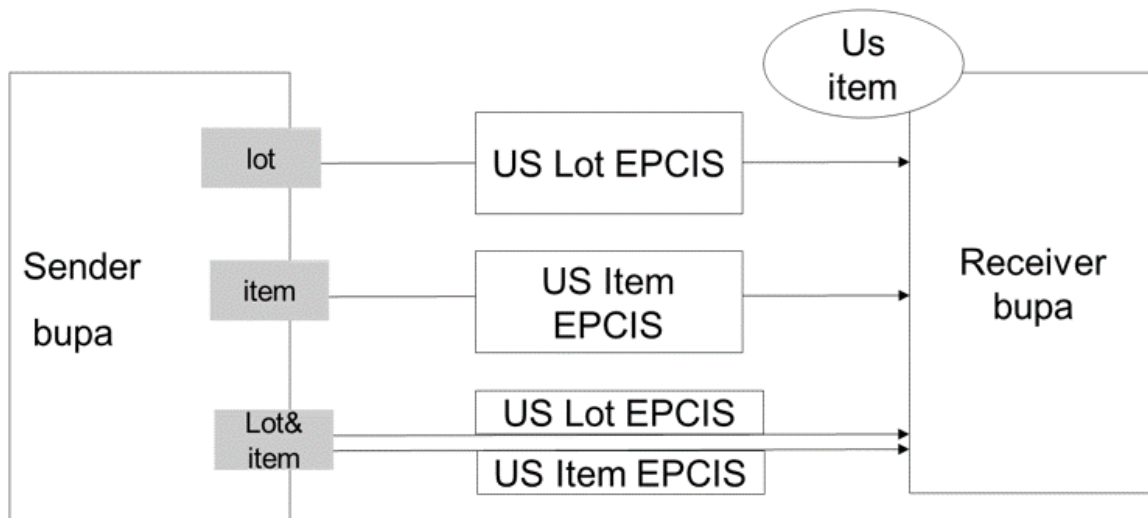 Us
item
lot
US Lot EPCIS
Sender
bupa
item
US Item
EPCIS
Receiver
bupa
Lot&
item
US Lot EPCIS
US Item EPCIS